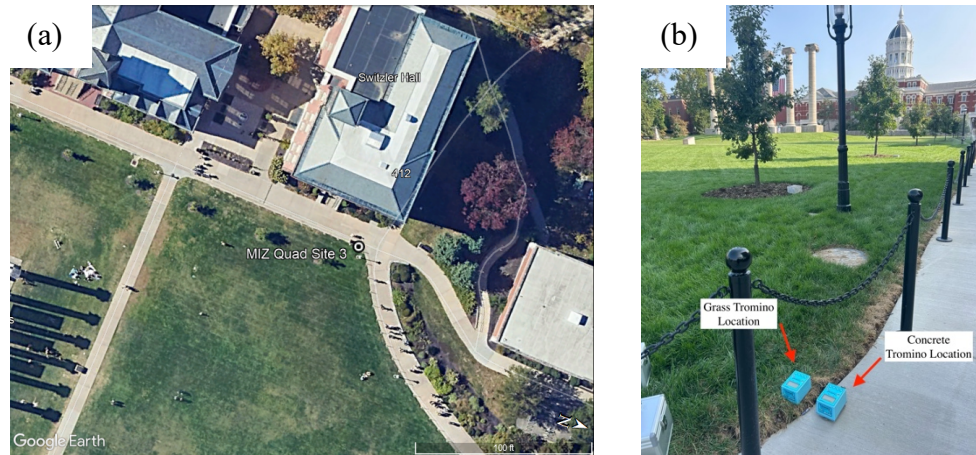 (a)
Switzler Hall
412
MIZ Quad Site 3
Google Earth
100 ft
(b)
Grass Tromino
Location
Concrete
Tromino Location